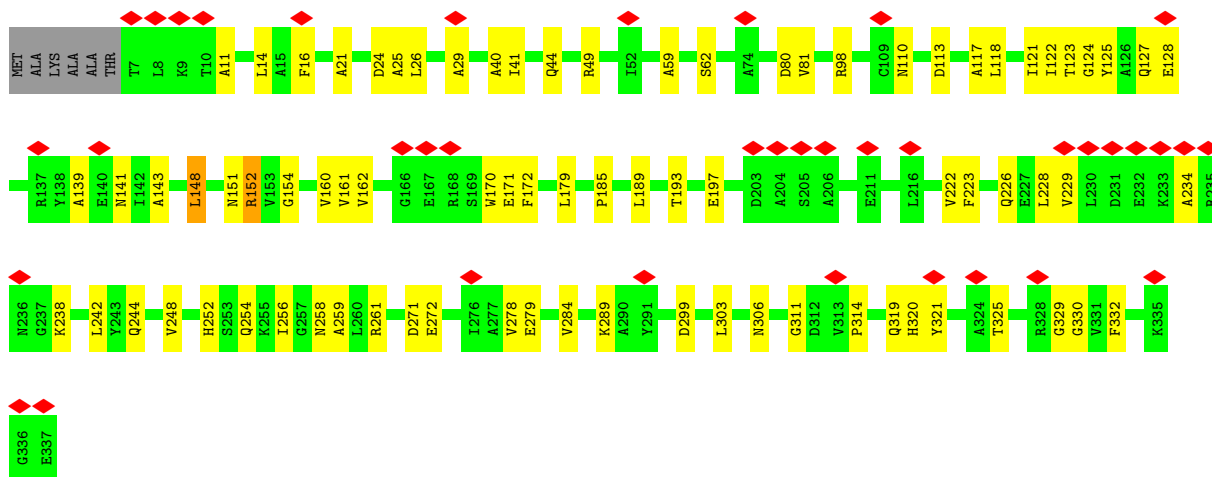 MET ALA LYS ALA ALA THR T7 L8 K9 T10 A11 L14 A15 F16 A21 D24 A25 L26 A29 A40 I41 Q44 R49 I52 A59 S62 A74 D80 V81 R98 C109 N110 D113 A117 L118 I121 I122 T123 G124 Y125 A126 Q127 E128
R137 Y138 A139 E140 N141 I142 A143 L148 N151 R152 V153 G154 V160 V161 V162 G166 E167 R168 S169 W170 E171 F172 L179 P185 L189 T193 E197 D203 A204 S205 A206 E211 L216 V222 F223 Q226 E227 L228 V229 L230 D231 E232 K233 A234 R235
N236 G237 K238 L242 Y243 Q244 V248 H252 S253 Q254 K255 I256 G257 N258 A259 L260 R261 D271 E272 I276 A277 V278 E279 V284 K289 A290 Y291 D299 L303 N306 G311 D312 V313 P314 Q319 H320 Y321 A324 T325 R328 G329 G330 V331 F332 K335
G336 E337